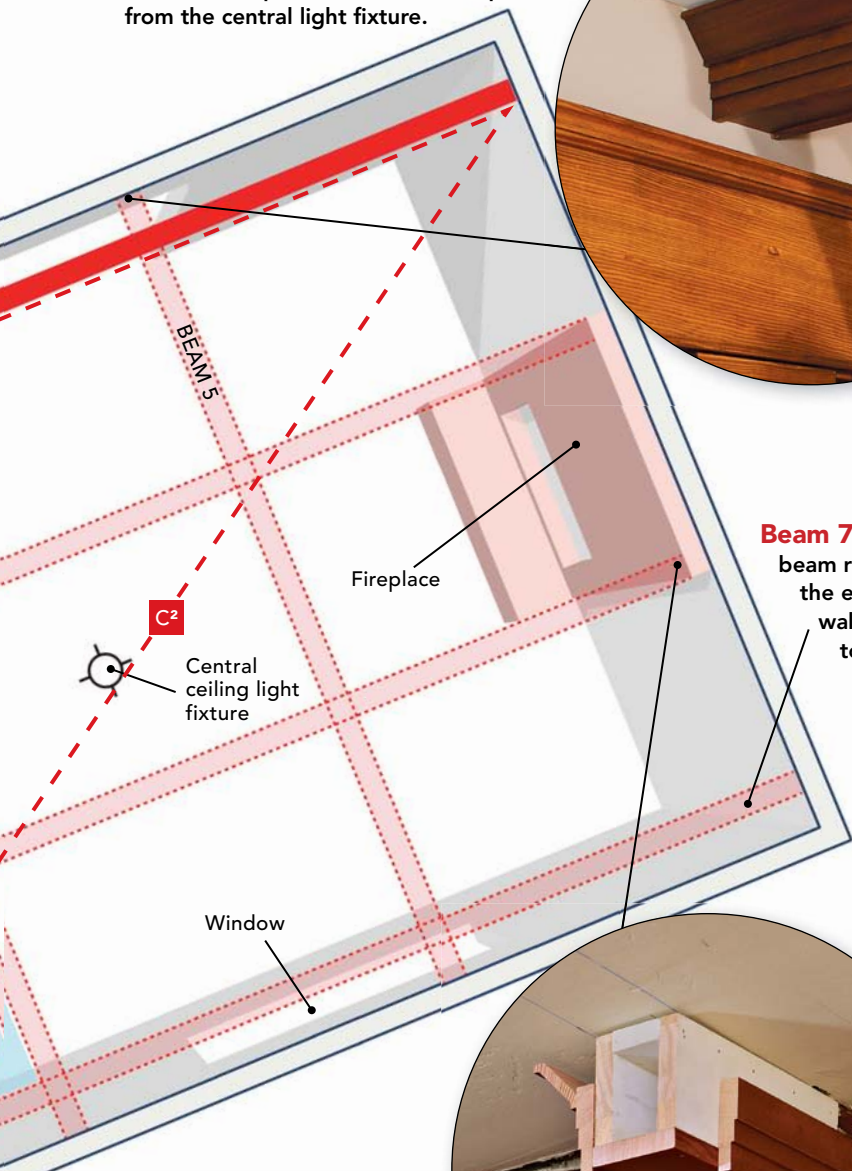 from the central light fixture.
BEAM 5
Fireplace
Beam 7
beam r
the e
wal
to
C²
Central
ceiling light
fixture
Window